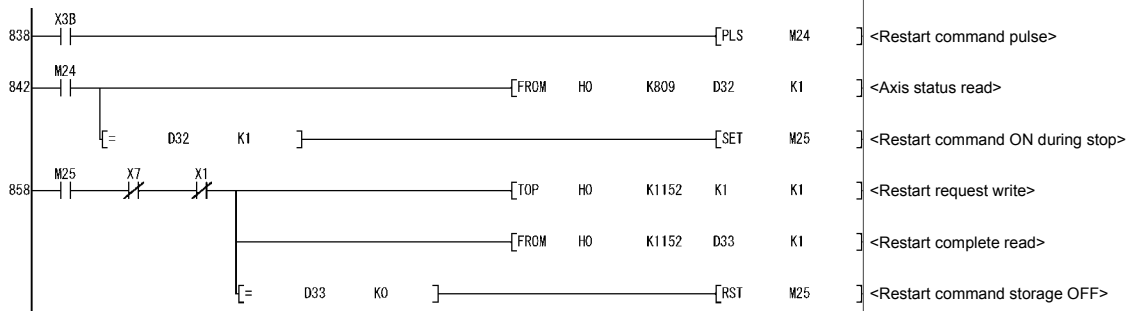 X3B
838 [PLS M24 ] <Restart command pulse>
M24
842 [FROM H0 K809 D32 K1 ] <Axis status read>
[= D32 K1 ] [SET M25 ] <Restart command ON during stop>
M25 X7 X1
858 [TOP H0 K1152 K1 K1 ] <Restart request write>
[FROM H0 K1152 D33 K1 ] <Restart complete read>
[= D33 K0 ] [RST M25 ] <Restart command storage OFF>